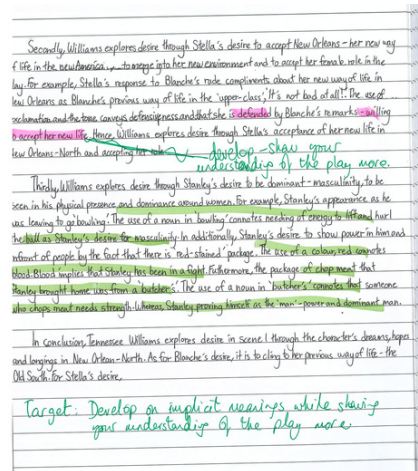 Secondly, Williams explores desire through Stella's desire to accept New Orleans - her new way
of life in the new America, to merge into her new environment and to accept her female role in the
lay. For example, Stella's response to Blanche's rude compliments about her new way of life in
ew Orleans as Blanche's previous way of life in the 'upper-class', "It's not bad at all!". The use of
exclamation and the tone conveys defensiveness and that she is defended by Blanche's remarks - willing
to accept her new life. Hence, Williams explores desire through Stella's acceptance of her new life in
ew Orleans - North and accepting her role
develop - show your
understanding of the play more.
Thirdly, Williams explores desire through Stanley's desire to be dominant - masculinity, to be
een in his physical presence and dominance around women. For example, Stanley's appearance as he
was leaving to go bowling'. The use of a noun in 'bowling' connotes needing of energy to lift and hurl
the ball as Stanley's desire for masculinity. In additionally, Stanley's desire to show power in him and
infront of people by the fact that there is 'red-stained' package. The use of a colour, red connotes
blood. Blood implies that Stanley has been in a fight. Futhermore, the package of chop meat that
Stanley brought home was from a 'butcher's'. The use of a noun in 'butcher's' connotes that someone
who chops meat needs strength. Whereas, Stanley proving himself as the 'man' - power and dominant man.
In Conclusion, Tennessee Williams explores desire in scene 1 through the character's dreams, hopes
and longings in New Orlean - North. As for Blanche's desire, it is to cling to her previous way of life - the
Old South. For Stella's desire,
Target: Develop on implicit meanings while showing
your understanding of the play more